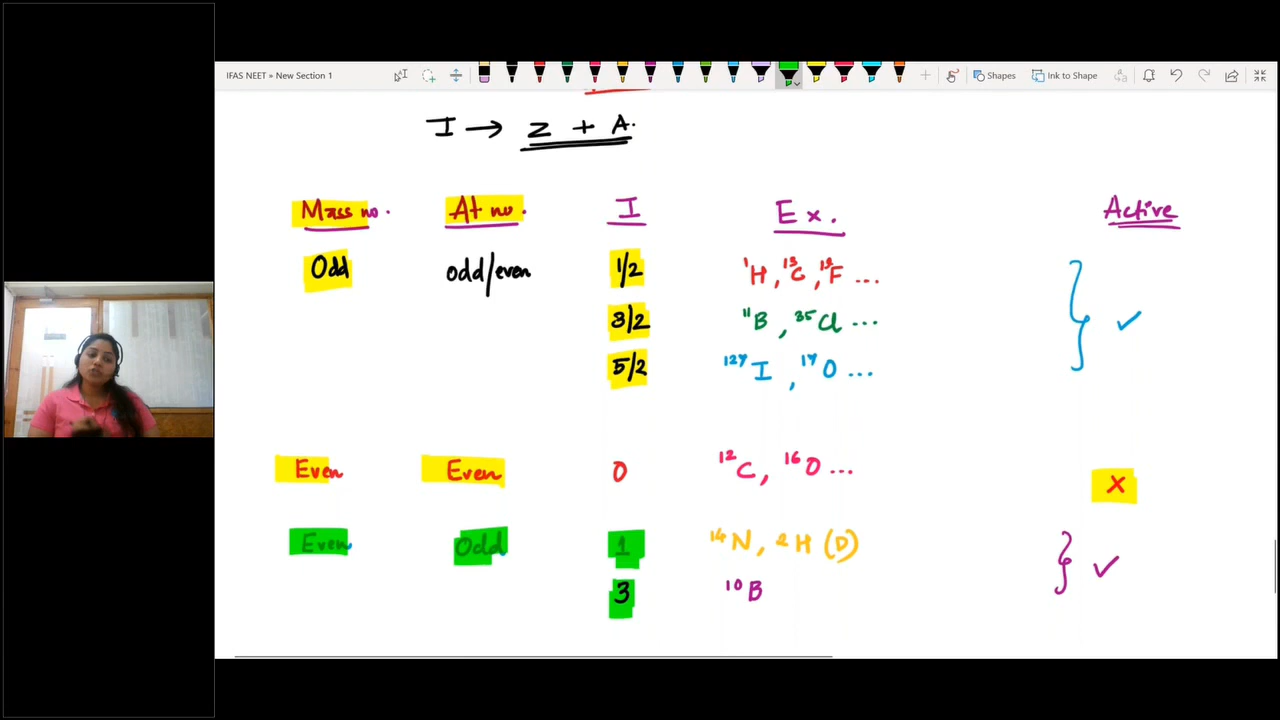 IFAS NEET » New Section 1
Shapes
Ink to Shape
I → Z + A.
Mass no. At no. I Ex. Active
Odd odd/even 1/2 ¹H, ¹³C, ¹⁹F ...
3/2 ¹¹B, ³⁵Cl ... ✓
5/2 ¹²⁷I, ¹⁷O ...
Even Even 0 ¹²C, ¹⁶O ... X
Even Odd 1 ¹⁴N, ²H (D) ✓
3 ¹⁰B